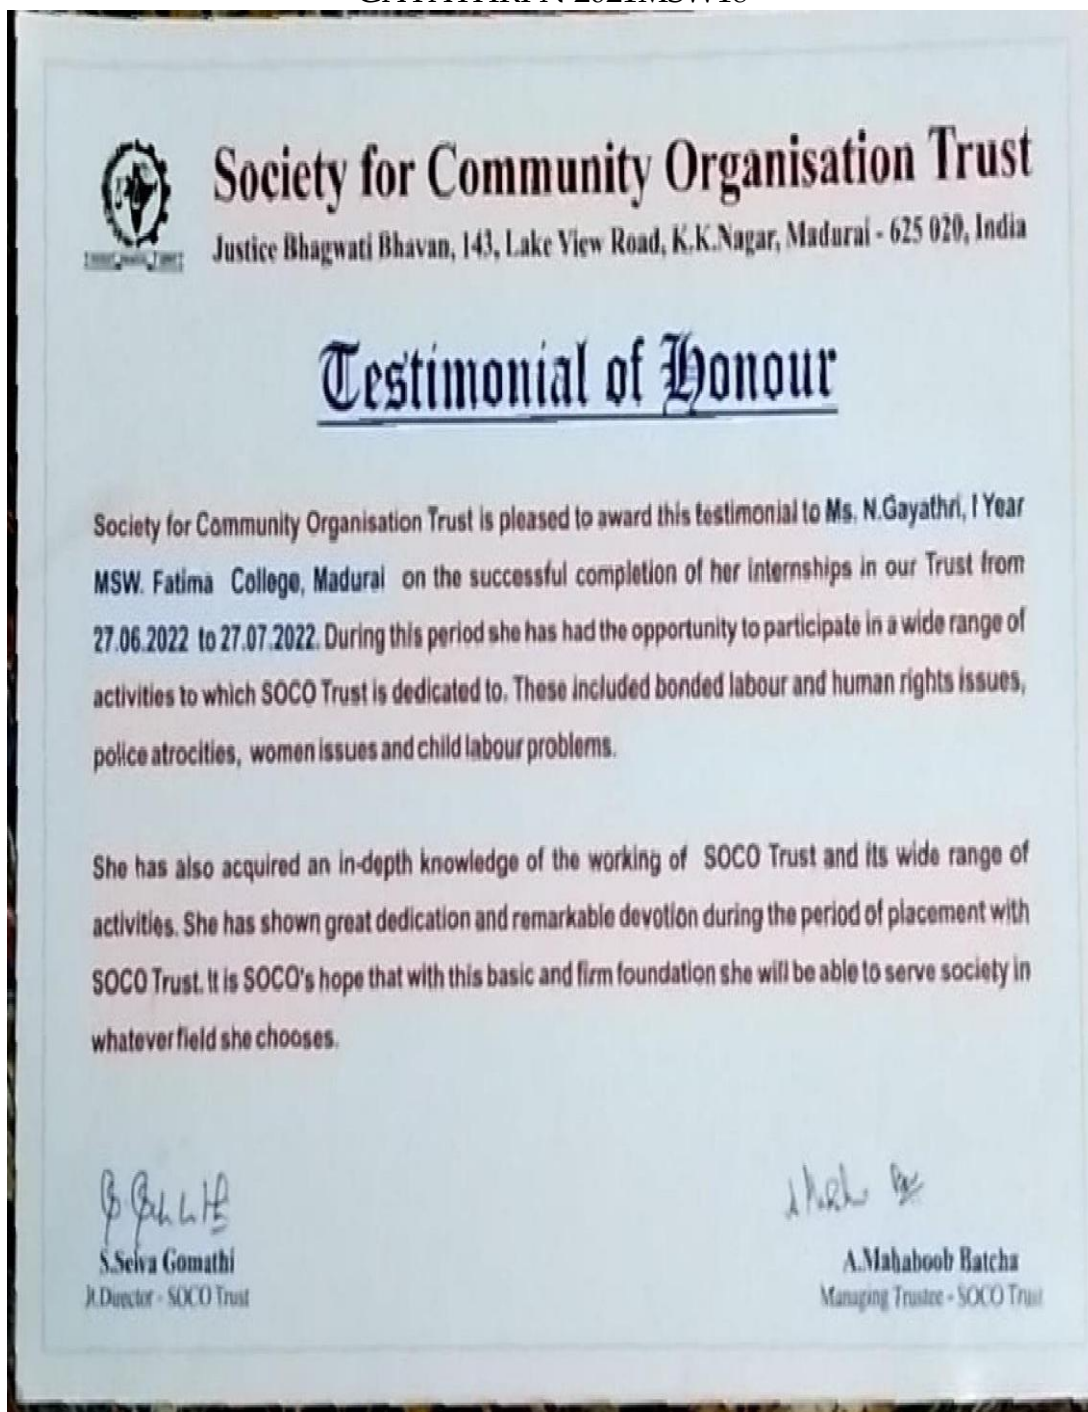 Society for Community Organisation Trust
Justice Bhagwati Bhavan, 143, Lake View Road, K.K.Nagar, Madurai - 625 020, India
Testimonial of Honour
Society for Community Organisation Trust is pleased to award this testimonial to Ms. N.Gayathri, I Year
MSW. Fatima College, Madurai on the successful completion of her internships in our Trust from
27.06.2022 to 27.07.2022. During this period she has had the opportunity to participate in a wide range of
activities to which SOCO Trust is dedicated to. These included bonded labour and human rights issues,
police atrocities, women issues and child labour problems.
She has also acquired an in-depth knowledge of the working of SOCO Trust and its wide range of
activities. She has shown great dedication and remarkable devotion during the period of placement with
SOCO Trust. It is SOCO's hope that with this basic and firm foundation she will be able to serve society in
whatever field she chooses.
S.Selva Gomathi
Jt.Director - SOCO Trust
A.Mahaboob Batcha
Managing Trustee - SOCO Trust